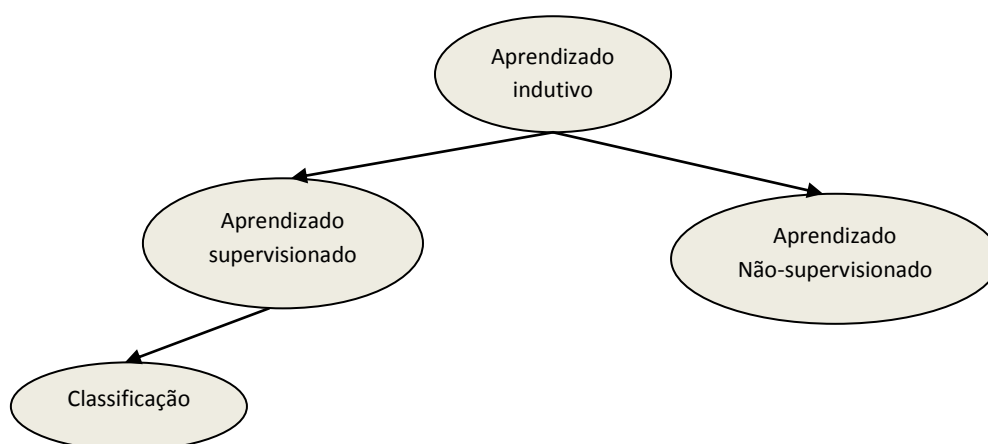 Aprendizado
indutivo
Aprendizado
supervisionado
Aprendizado
Não-supervisionado
Classificação